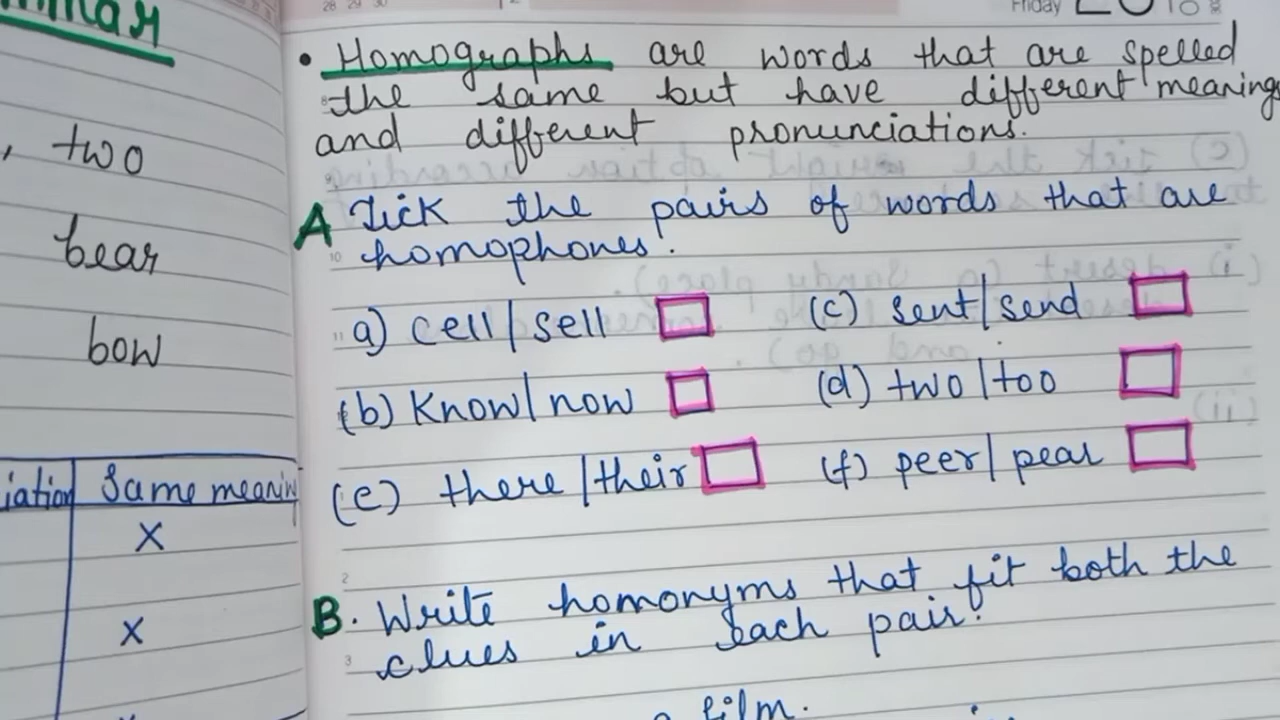 , two
bear
bow
Same meaning
X
X
Friday
• Homographs are words that are spelled
the same but have different meanings
and different pronunciations.
A Tick the pairs of words that are
homophones.
a) cell/sell
(c) sent/send
(b) Know/now
(d) two/too
(e) there/their
(f) peer/pear
B. Write homonyms that fit both the
clues in each pair.
film.